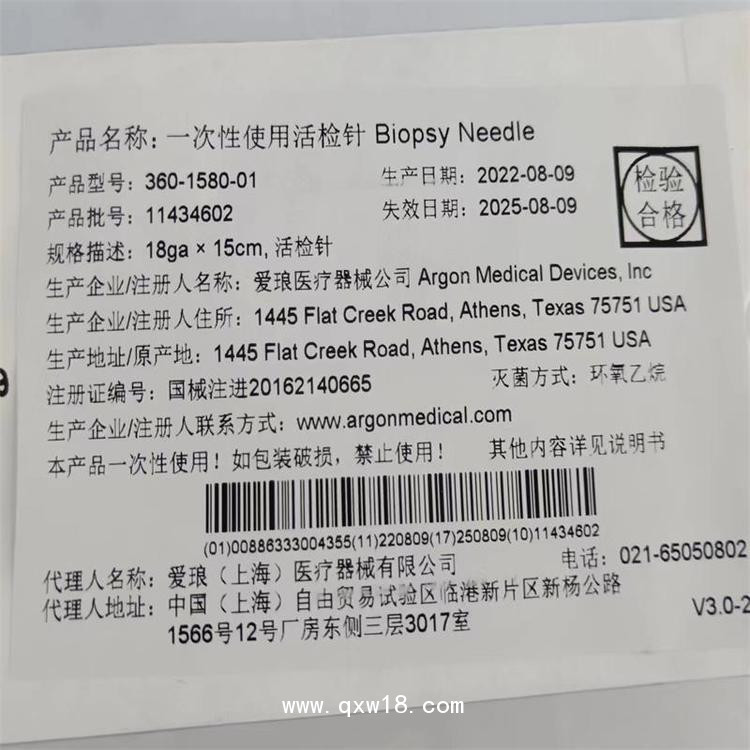 产品名称：一次性使用活检针 Biopsy Needle
产品型号：360-1580-01 生产日期：2022-08-09
产品批号：11434602 失效日期：2025-08-09
检验
合格
规格描述：18ga × 15cm, 活检针
生产企业/注册人名称：爱琅医疗器械公司 Argon Medical Devices, Inc
生产企业/注册人住所：1445 Flat Creek Road, Athens, Texas 75751 USA
生产地址/原产地：1445 Flat Creek Road, Athens, Texas 75751 USA
注册证编号：国械注进20162140665 灭菌方式：环氧乙烷
生产企业/注册人联系方式：www.argonmedical.com
本产品一次性使用！如包装破损，禁止使用！ 其他内容详见说明书
(01)00886333004355(11)220809(17)250809(10)11434602
代理人名称：爱琅（上海）医疗器械有限公司 电话：021-65050802
代理人地址：中国（上海）自由贸易试验区临港新片区新杨公路
1566号12号厂房东侧三层3017室 V3.0-2
www.qxw18.com